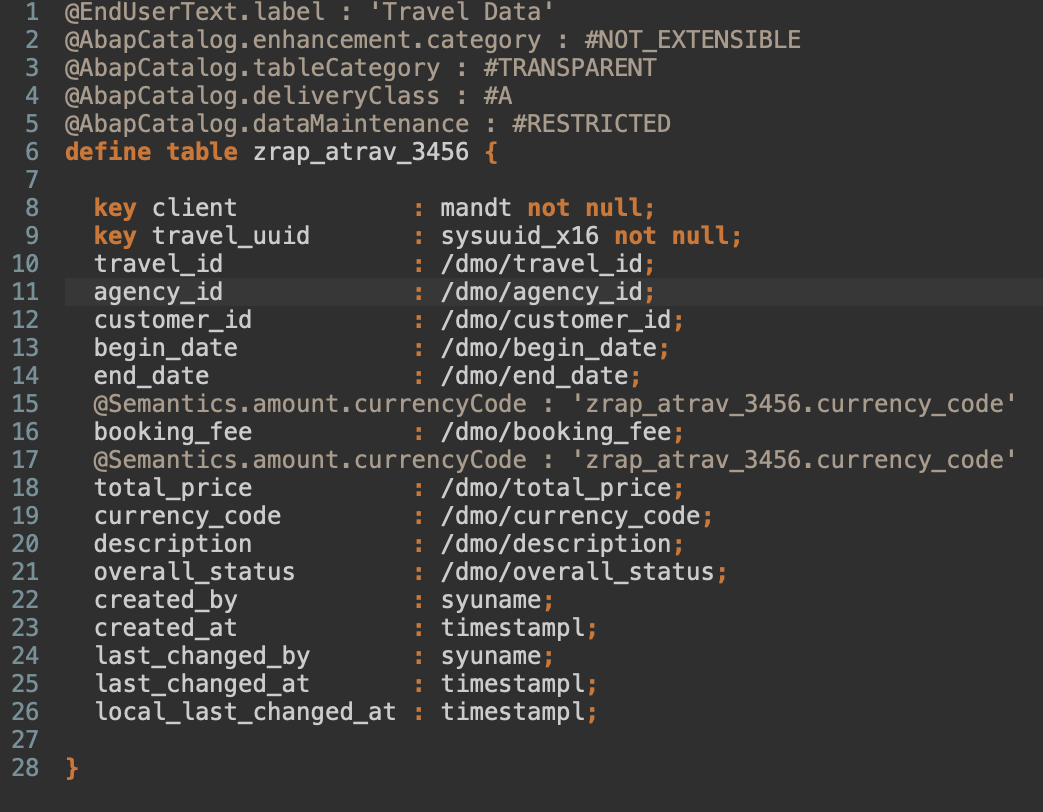 1 @EndUserText.label : 'Travel Data'
2 @AbapCatalog.enhancement.category : #NOT_EXTENSIBLE
3 @AbapCatalog.tableCategory : #TRANSPARENT
4 @AbapCatalog.deliveryClass : #A
5 @AbapCatalog.dataMaintenance : #RESTRICTED
6 define table zrap_atrav_3456 {
7
8   key client            : mandt not null;
9   key travel_uuid       : sysuuid_x16 not null;
10   travel_id             : /dmo/travel_id;
11   agency_id             : /dmo/agency_id;
12   customer_id           : /dmo/customer_id;
13   begin_date            : /dmo/begin_date;
14   end_date              : /dmo/end_date;
15   @Semantics.amount.currencyCode : 'zrap_atrav_3456.currency_code'
16   booking_fee           : /dmo/booking_fee;
17   @Semantics.amount.currencyCode : 'zrap_atrav_3456.currency_code'
18   total_price           : /dmo/total_price;
19   currency_code         : /dmo/currency_code;
20   description           : /dmo/description;
21   overall_status        : /dmo/overall_status;
22   created_by            : syuname;
23   created_at            : timestampl;
24   last_changed_by       : syuname;
25   last_changed_at       : timestampl;
26   local_last_changed_at : timestampl;
27
28 }